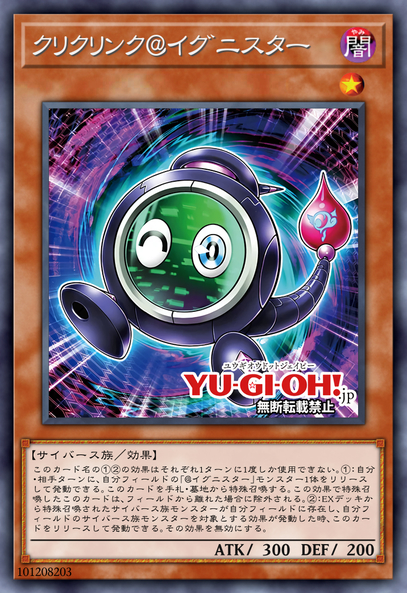 クリクリンク@イグニスター
やみ
闇
ユウギオウドットジェイピー
YU-GI-OH!.jp
無断転載禁止
【サイバース族／効果】
このカード名の①②の効果はそれぞれ1ターンに1度しか使用できない。①:自分
・相手ターンに、自分フィールドの「@イグニスター」モンスター1体をリリース
して発動できる。このカードを手札・墓地から特殊召喚する。この効果で特殊召
喚したこのカードは、フィールドから離れた場合に除外される。②:EXデッキか
ら特殊召喚されたサイバース族モンスターが自分フィールドに存在し、自分フィ
ールドのサイバース族モンスターを対象とする効果が発動した時、このカ
ードをリリースして発動できる。その効果を無効にする。
ATK/ 300 DEF/ 200
101208203